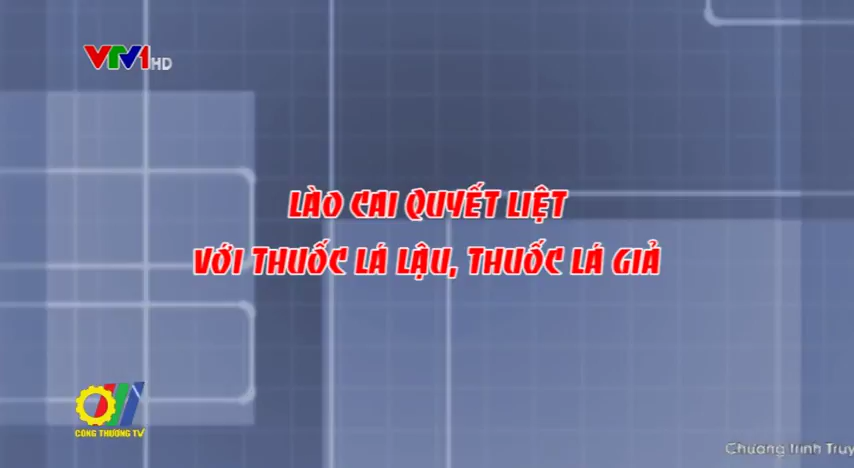 VTV1 HD
LÀO CAI QUYẾT LIỆT
VỚI THUỐC LÁ LẬU, THUỐC LÁ GIẢ
CÔNG THƯƠNG TV
Chương trình Truy